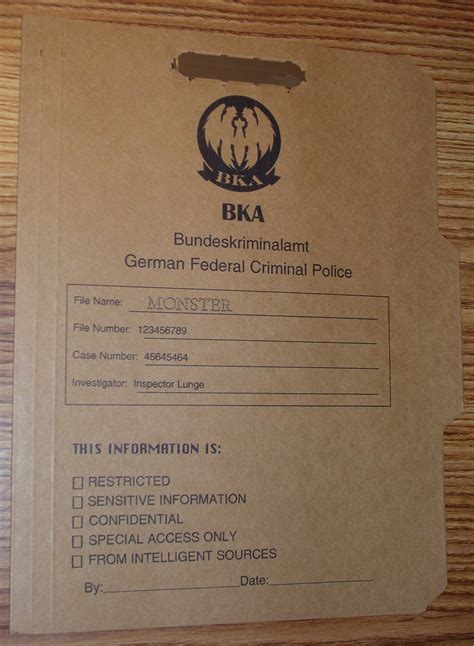 BKA
BKA
Bundeskriminalamt
German Federal Criminal Police
File Name: MONSTER
File Number: 123456789
Case Number: 45645464
Investigator: Inspector Lunge
THIS INFORMATION IS:
RESTRICTED
SENSITIVE INFORMATION
CONFIDENTIAL
SPECIAL ACCESS ONLY
FROM INTELLIGENT SOURCES
By: Date: